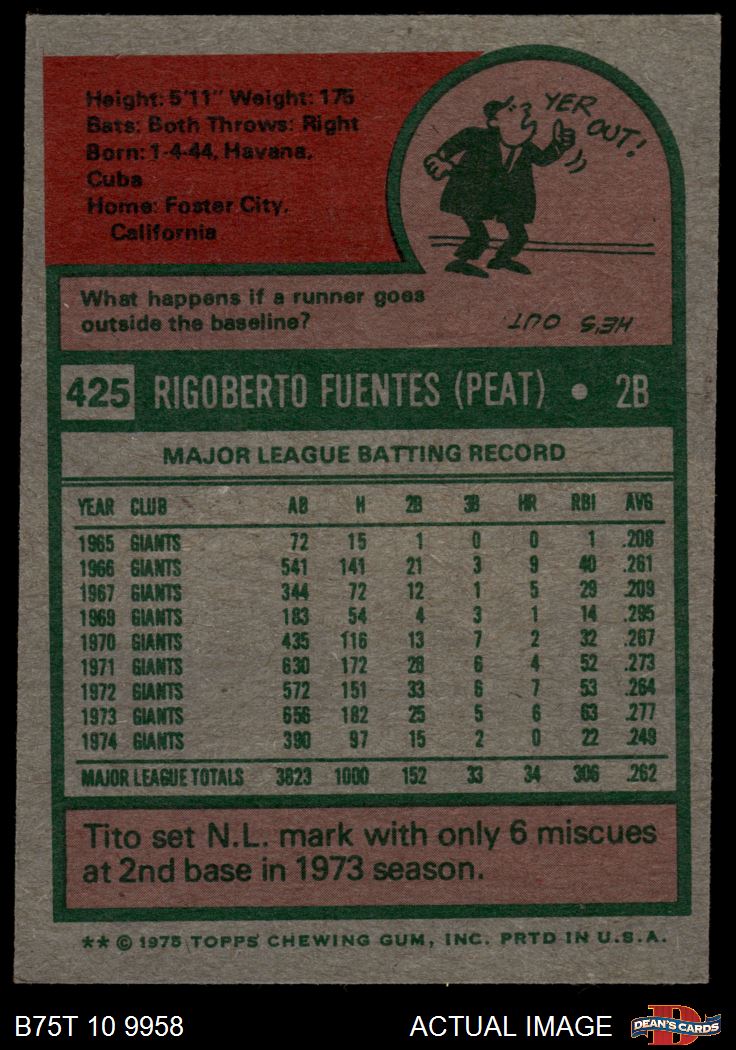 Height: 5'11" Weight: 175
Bats: Both Throws: Right
Born: 1-4-44, Havana,
Cuba
Home: Foster City,
California
YER
OUT!
What happens if a runner goes
outside the baseline?
HE'S OUT.
425 RIGOBERTO FUENTES (PEAT) • 2B
MAJOR LEAGUE BATTING RECORD
YEAR CLUB AB H 2B 3B HR RBI AVG
1965 GIANTS 72 15 1 0 0 1 .208
1966 GIANTS 541 141 21 3 9 40 .261
1967 GIANTS 344 72 12 1 5 29 .209
1969 GIANTS 183 54 4 3 1 14 .295
1970 GIANTS 435 116 13 7 2 32 .267
1971 GIANTS 630 172 28 6 4 52 .273
1972 GIANTS 572 151 33 6 7 53 .264
1973 GIANTS 656 182 25 5 6 63 .277
1974 GIANTS 390 97 15 2 0 22 .249
MAJOR LEAGUE TOTALS 3823 1000 152 33 34 306 .262
Tito set N.L. mark with only 6 miscues
at 2nd base in 1973 season.
** © 1975 TOPPS CHEWING GUM, INC. PRTD IN U.S.A.
B75T 10 9958 ACTUAL IMAGE DEAN'S CARDS